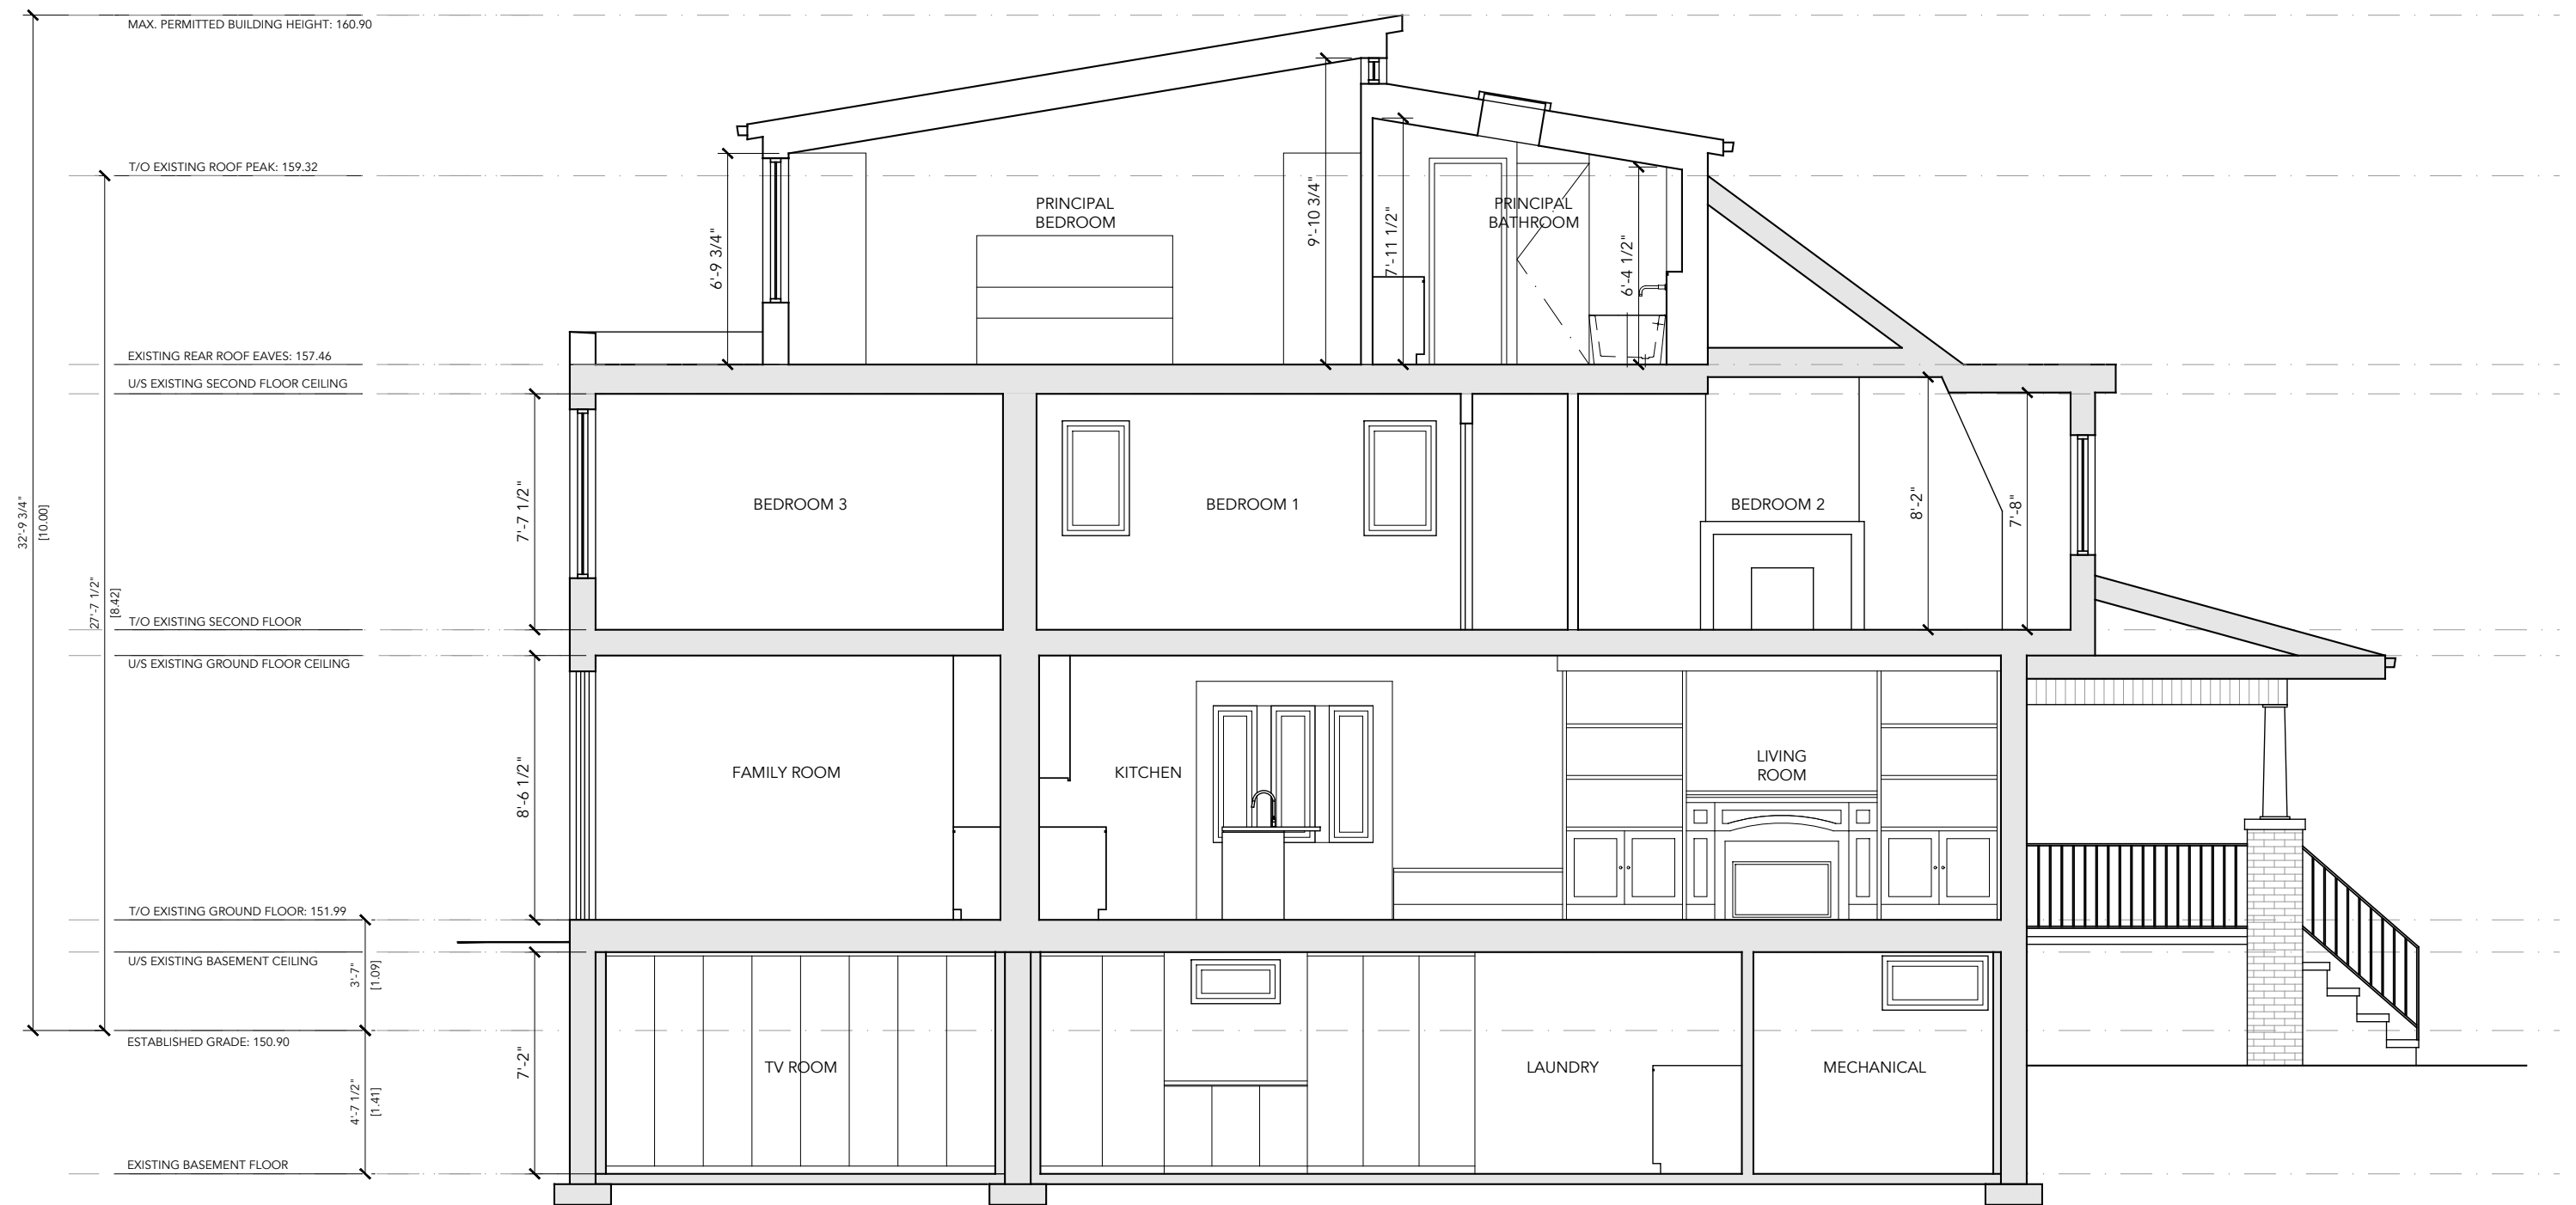 MAX. PERMITTED BUILDING HEIGHT: 160.90
T/O EXISTING ROOF PEAK: 159.32
EXISTING REAR ROOF EAVES: 157.46
U/S EXISTING SECOND FLOOR CEILING
T/O EXISTING SECOND FLOOR
U/S EXISTING GROUND FLOOR CEILING
T/O EXISTING GROUND FLOOR: 151.99
U/S EXISTING BASEMENT CEILING
ESTABLISHED GRADE: 150.90
EXISTING BASEMENT FLOOR
32'-9 3/4"
[10.00]
27'-7 1/2"
[8.42]
3'-7"
[1.09]
4'-7 1/2"
[1.41]
6'-9 3/4"
PRINCIPAL
BEDROOM
9'-10 3/4"
7'-11 1/2"
PRINCIPAL
BATHROOM
6'-4 1/2"
7'-7 1/2"
BEDROOM 3
BEDROOM 1
BEDROOM 2
8'-2"
7'-8"
8'-6 1/2"
FAMILY ROOM
KITCHEN
LIVING
ROOM
7'-2"
TV ROOM
LAUNDRY
MECHANICAL